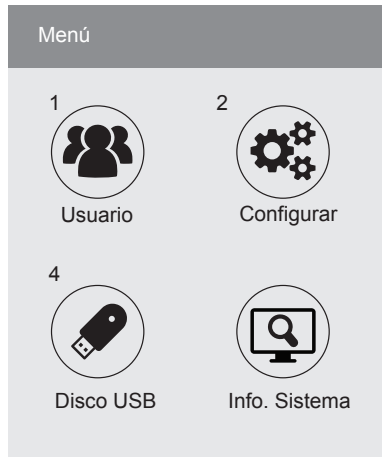 Menú
1
2
Usuario
Configurar
4
Disco USB
Info. Sistema